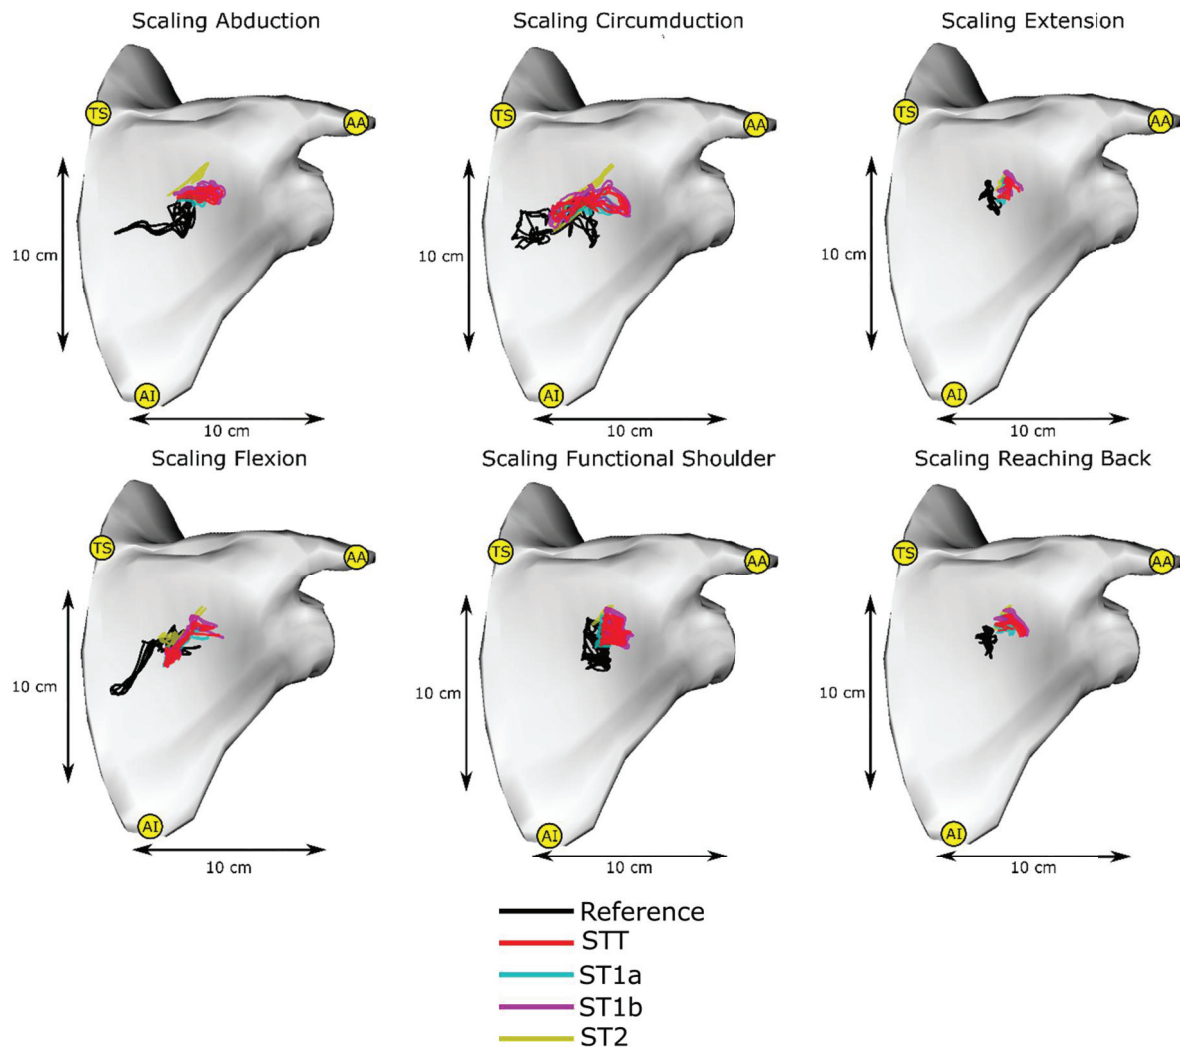 Scaling Abduction
Scaling Circumduction
Scaling Extension
TS
AA
TS
AA
TS
AA
10 cm
10 cm
10 cm
AI
AI
AI
10 cm
10 cm
10 cm
Scaling Flexion
Scaling Functional Shoulder
Scaling Reaching Back
TS
AA
TS
AA
TS
AA
10 cm
10 cm
10 cm
AI
AI
AI
10 cm
10 cm
10 cm
Reference
STT
ST1a
ST1b
ST2